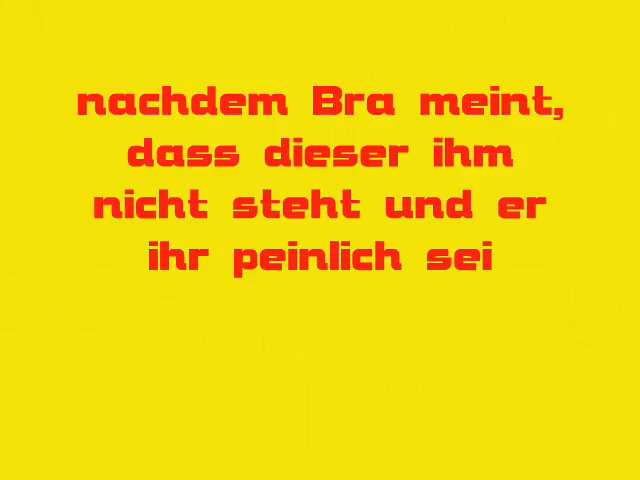 nachdem Bra meint,
dass dieser ihm
nicht steht und er
ihr peinlich sei